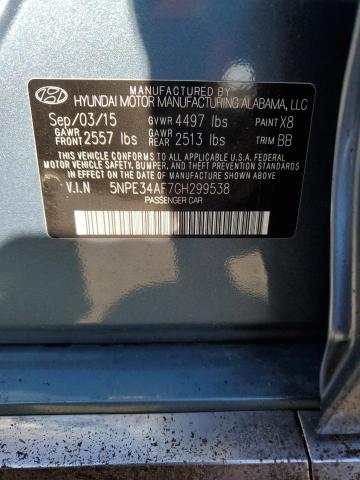 MANUFACTURED BY
HYUNDAI MOTOR MANUFACTURING ALABAMA, LLC
Sep/03/15 GVWR 4497 lbs PAINT X8
GAWR FRONT 2557 lbs GAWR REAR 2513 lbs TRIM BB
V.I.N 5NPE34AF7GH299538
PASSENGER CAR
THIS VEHICLE CONFORMS TO ALL APPLICABLE U.S. FEDERAL MOTOR
VEHICLE SAFETY, BUMPER, AND THEFT PREVENTION STANDARDS
IN EFFECT ON THE DATE OF MANUFACTURE SHOWN ABOVE.